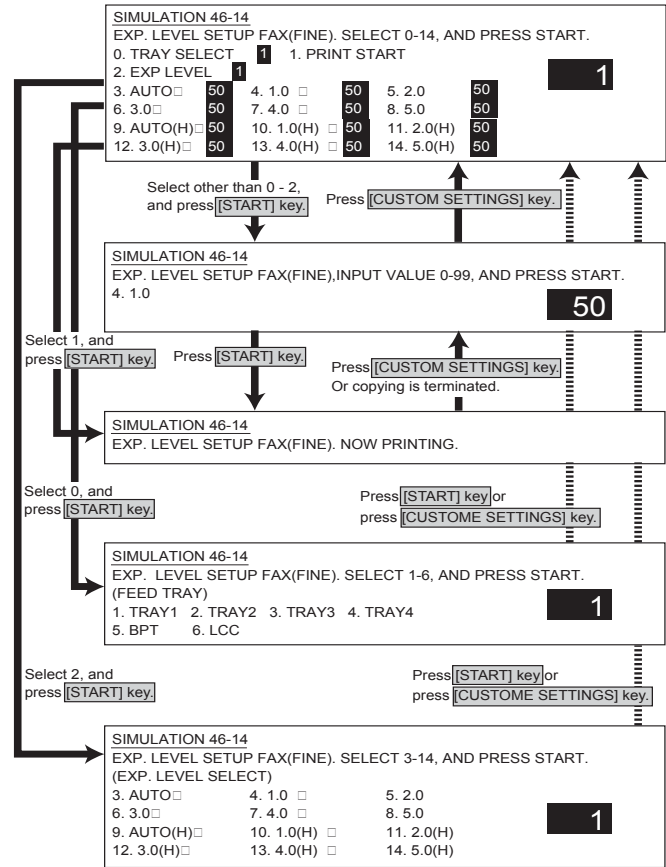 SIMULATION 46-14
EXP. LEVEL SETUP FAX(FINE). SELECT 0-14, AND PRESS START.
0. TRAY SELECT 1 1. PRINT START
2. EXP LEVEL 1
1
3. AUTO□ 50 4. 1.0 □ 50 5. 2.0 50
6. 3.0□ 50 7. 4.0 □ 50 8. 5.0 50
9. AUTO(H)□ 50 10. 1.0(H) □ 50 11. 2.0(H) 50
12. 3.0(H)□ 50 13. 4.0(H) □ 50 14. 5.0(H) 50
Select other than 0 - 2,
and press [START] key.
Press [CUSTOM SETTINGS] key.
SIMULATION 46-14
EXP. LEVEL SETUP FAX(FINE),INPUT VALUE 0-99, AND PRESS START.
4. 1.0
50
Select 1, and
press [START] key.
Press [START] key.
Press [CUSTOM SETTINGS] key.
Or copying is terminated.
SIMULATION 46-14
EXP. LEVEL SETUP FAX(FINE). NOW PRINTING.
Select 0, and
press [START] key.
Press [START] key or
press [CUSTOME SETTINGS] key.
SIMULATION 46-14
EXP. LEVEL SETUP FAX(FINE). SELECT 1-6, AND PRESS START.
(FEED TRAY)
1. TRAY1 2. TRAY2 3. TRAY3 4. TRAY4
5. BPT 6. LCC
1
Select 2, and
press [START] key.
Press [START] key or
press [CUSTOME SETTINGS] key.
SIMULATION 46-14
EXP. LEVEL SETUP FAX(FINE). SELECT 3-14, AND PRESS START.
(EXP. LEVEL SELECT)
3. AUTO□ 4. 1.0 □ 5. 2.0
6. 3.0□ 7. 4.0 □ 8. 5.0
9. AUTO(H)□ 10. 1.0(H) □ 11. 2.0(H)
12. 3.0(H)□ 13. 4.0(H) □ 14. 5.0(H)
1